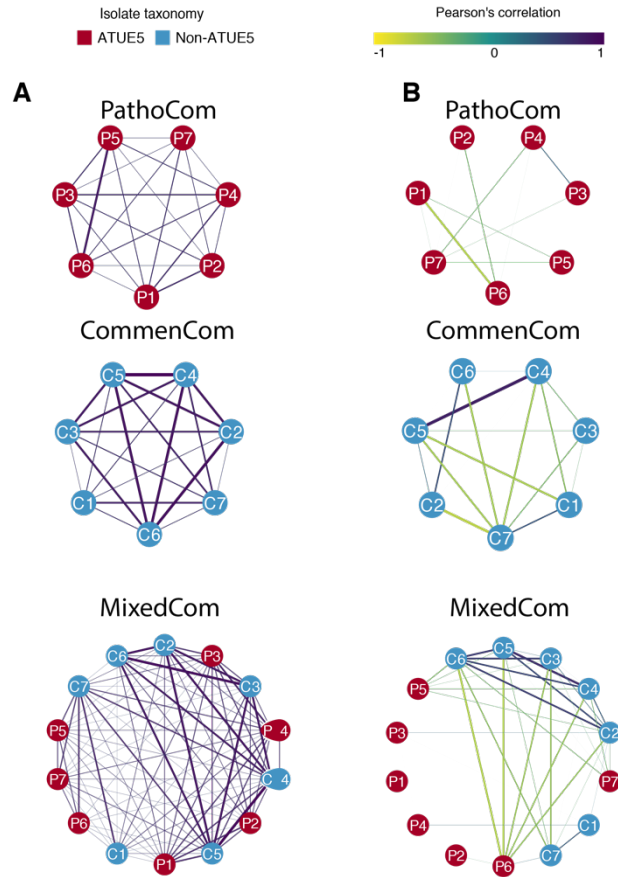 Isolate taxonomy
ATUE5 Non-ATUE5
Pearson's correlation
-1 0 1
A
B
PathoCom
P5 P7
P3 P4
P6 P2
P1
PathoCom
P2 P4
P1 P3
P7 P5
P6
CommenCom
C5 C4
C3 C2
C1 C7
C6
CommenCom
C6 C4
C5 C3
C2 C1
C7
MixedCom
C2
C6 P3
C7 C3
P5 P_4
P7 C_4
P6 P2
C1 C5
P1
MixedCom
C5
C6 C3
P5 C4
P3 C2
P1 P7
P4 C1
P2 C7
P6